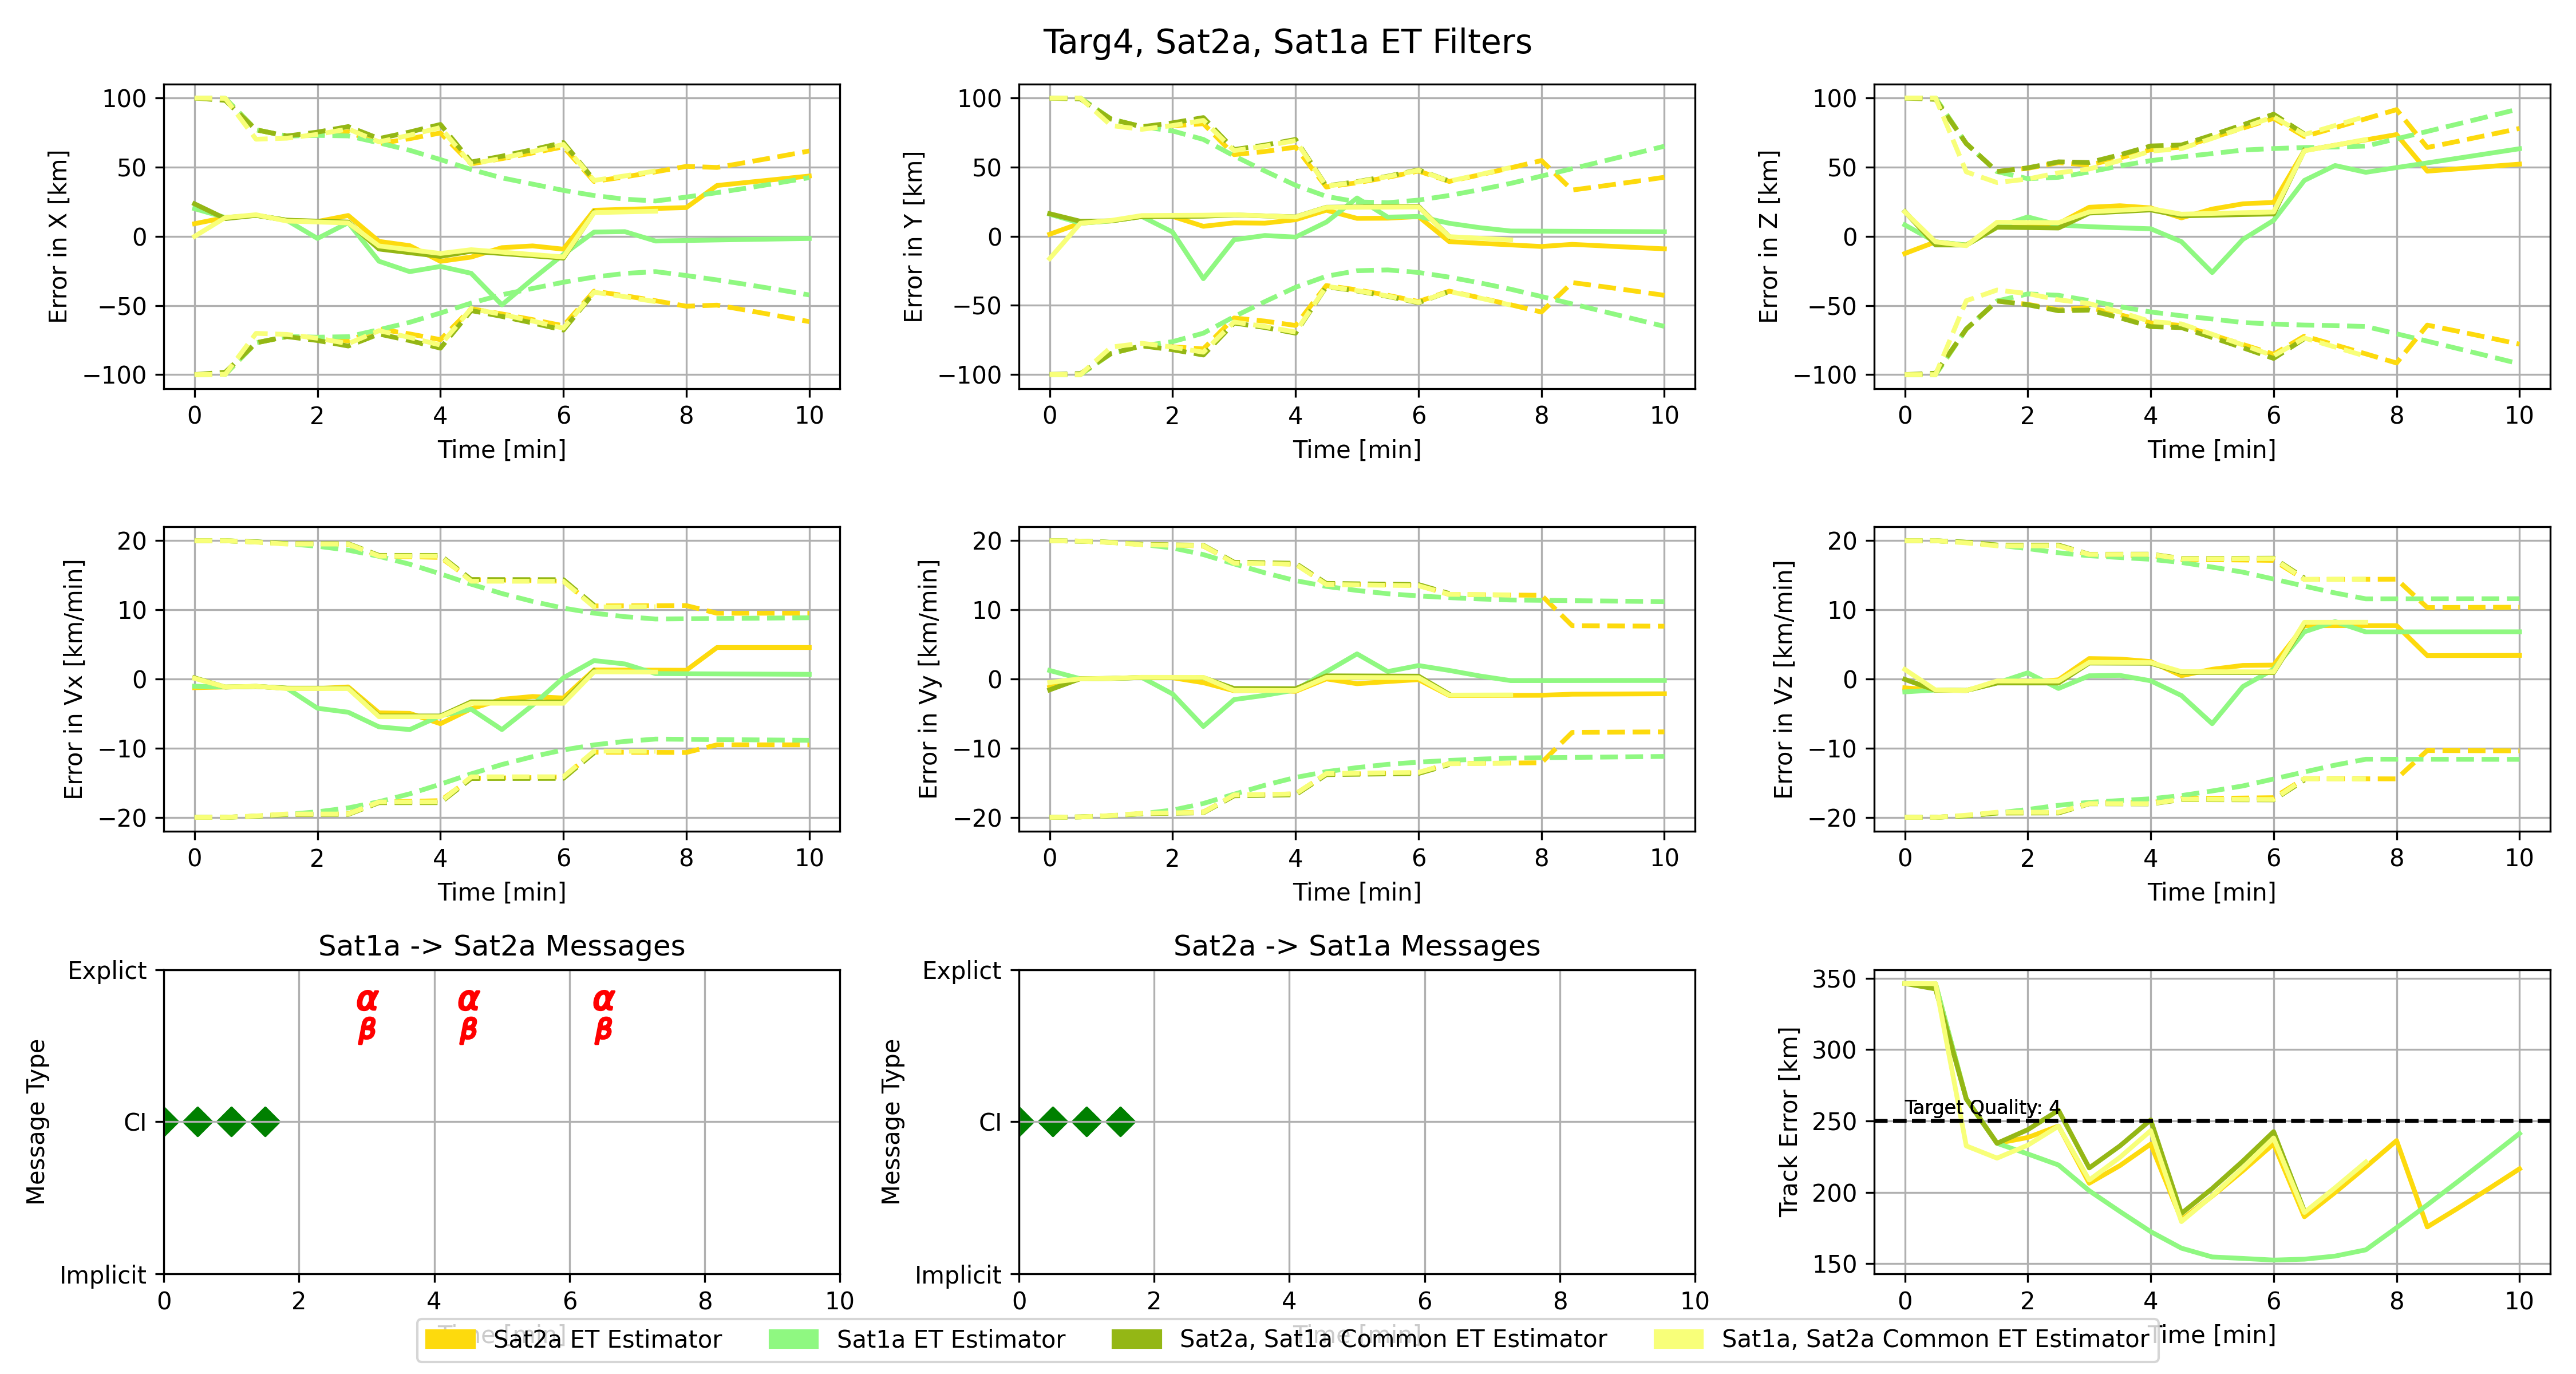 Targ4, Sat2a, Sat1a ET Filters
Error in X [km]
100
50
0
−50
−100
0 2 4 6 8 10
Time [min]
Error in Y [km]
100
50
0
−50
−100
0 2 4 6 8 10
Time [min]
Error in Z [km]
100
50
0
−50
−100
0 2 4 6 8 10
Time [min]
Error in Vx [km/min]
20
10
0
−10
−20
0 2 4 6 8 10
Time [min]
Error in Vy [km/min]
20
10
0
−10
−20
0 2 4 6 8 10
Time [min]
Error in Vz [km/min]
20
10
0
−10
−20
0 2 4 6 8 10
Time [min]
Sat1a -> Sat2a Messages
Message Type
Explict
α α α
β β β
CI
Implicit
0 2 4 6 8 10
Time [min]
Sat2a -> Sat1a Messages
Message Type
Explict
CI
Implicit
0 2 4 6 8 10
Time [min]
Track Error [km]
350
300
250
200
150
Target Quality: 4
0 2 4 6 8 10
Time [min]
Sat2a ET Estimator
Sat1a ET Estimator
Sat2a, Sat1a Common ET Estimator
Sat1a, Sat2a Common ET Estimator